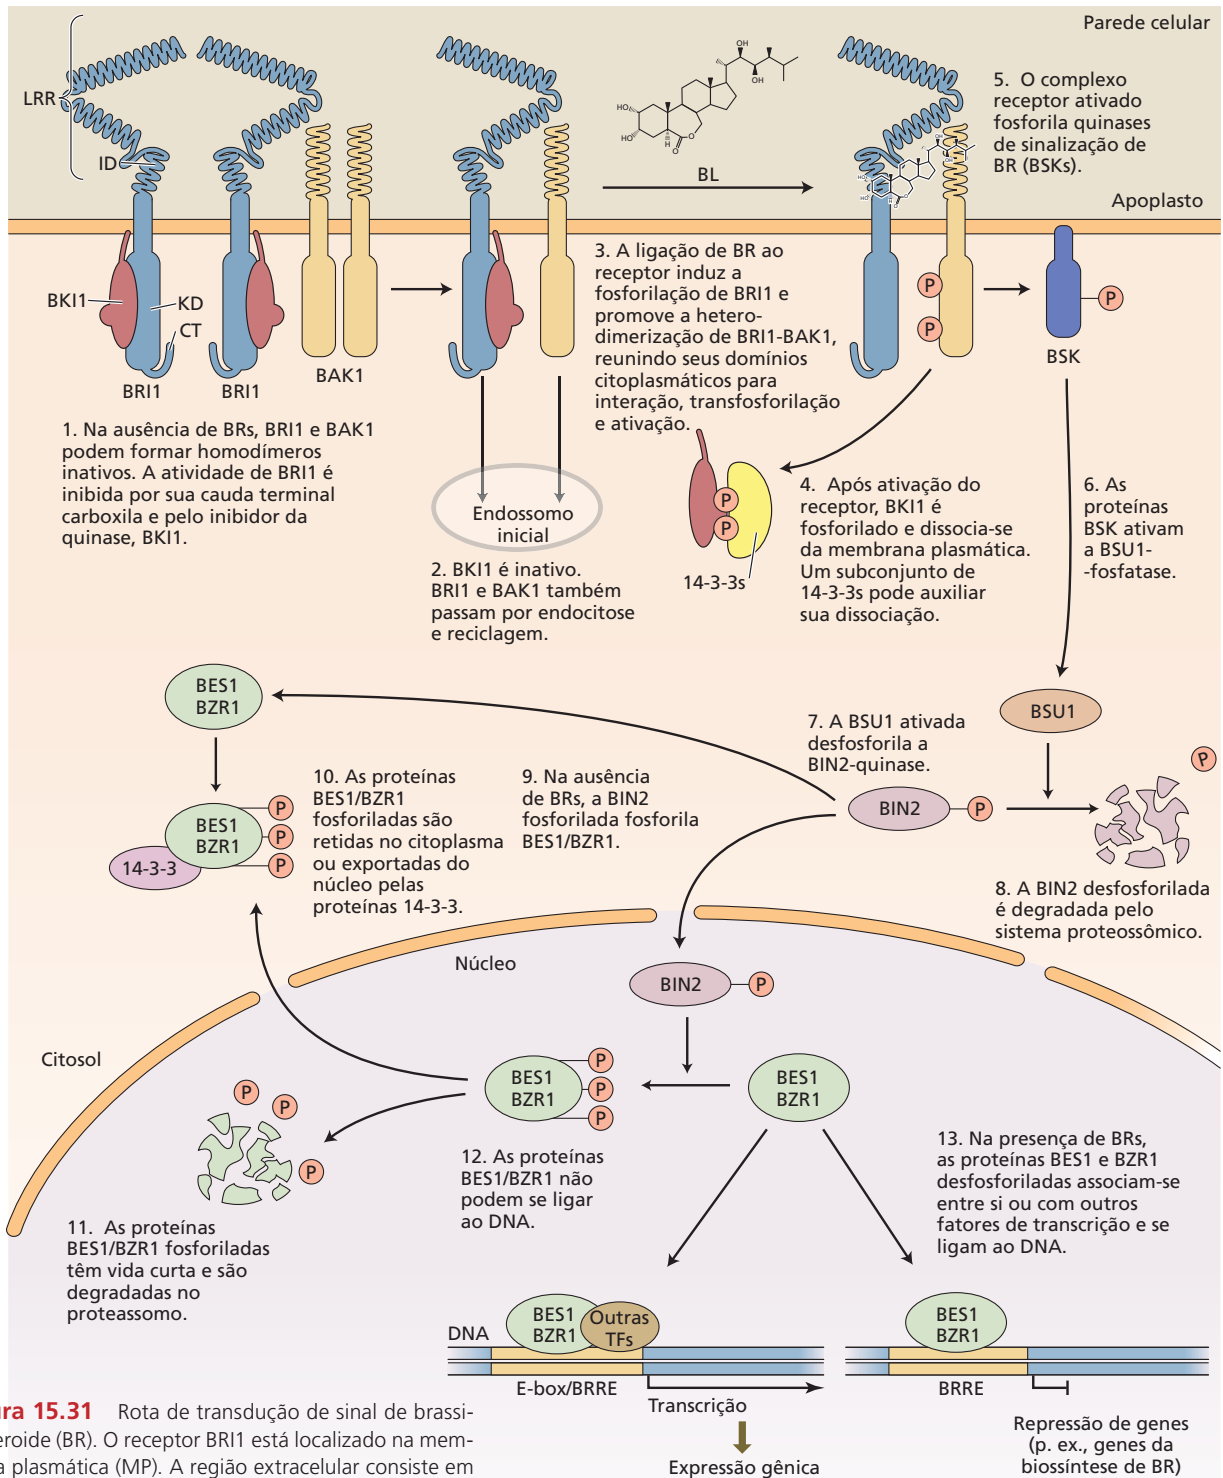 Parede celular
LRR
ID
OH
OH
HO
HO
H
O
O
BL
5. O complexo
receptor ativado
fosforila quinases
de sinalização de
BR (BSKs).
Apoplasto
BKI1
KD
CT
BRI1
BRI1
BAK1
3. A ligação de BR ao
receptor induz a
fosforilação de BRI1 e
promove a hetero-
dimerização de BRI1-BAK1,
reunindo seus domínios
citoplasmáticos para
interação, transfosforilação
e ativação.
P
P
P
BSK
1. Na ausência de BRs, BRI1 e BAK1
podem formar homodímeros
inativos. A atividade de BRI1 é
inibida por sua cauda terminal
carboxila e pelo inibidor da
quinase, BKI1.
Endossomo
inicial
2. BKI1 é inativo.
BRI1 e BAK1 também
passam por endocitose
e reciclagem.
P
P
14-3-3s
4. Após ativação do
receptor, BKI1 é
fosforilado e dissocia-se
da membrana plasmática.
Um subconjunto de
14-3-3s pode auxiliar
sua dissociação.
6. As
proteínas
BSK ativam
a BSU1-
-fosfatase.
BES1
BZR1
BSU1
7. A BSU1 ativada
desfosforila a
BIN2-quinase.
P
BIN2
P
10. As proteínas
BES1/BZR1
fosforiladas são
retidas no citoplasma
ou exportadas do
núcleo pelas
proteínas 14-3-3.
9. Na ausência
de BRs, a BIN2
fosforilada fosforila
BES1/BZR1.
BES1
BZR1
P
P
P
14-3-3
8. A BIN2 desfosforilada
é degradada pelo
sistema proteossômico.
Núcleo
BIN2
P
Citosol
BES1
BZR1
P
P
P
BES1
BZR1
P
P
P
12. As proteínas
BES1/BZR1 não
podem se ligar
ao DNA.
13. Na presença de BRs,
as proteínas BES1 e BZR1
desfosforiladas associam-se
entre si ou com outros
fatores de transcrição e se
ligam ao DNA.
11. As proteínas
BES1/BZR1 fosforiladas
têm vida curta e são
degradadas no
proteassomo.
DNA
BES1
BZR1
Outras
TFs
BES1
BZR1
E-box/BRRE
BRRE
Transcrição
Expressão gênica
Repressão de genes
(p. ex., genes da
biossíntese de BR)
ura 15.31 Rota de transdução de sinal de brassi-
eroide (BR). O receptor BRI1 está localizado na mem-
a plasmática (MP). A região extracelular consiste em